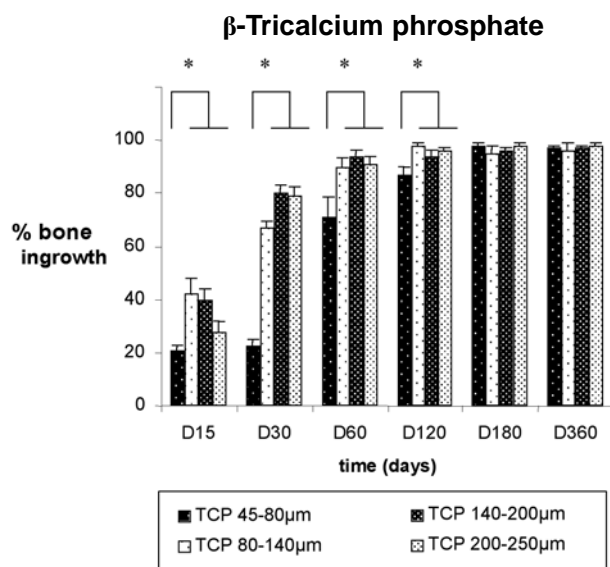 β-Tricalcium phrosphate
* * * *
100
80
60
40
20
0
% bone
ingrowth
D15 D30 D60 D120 D180 D360
time (days)
TCP 45-80µm TCP 140-200µm
TCP 80-140µm TCP 200-250µm